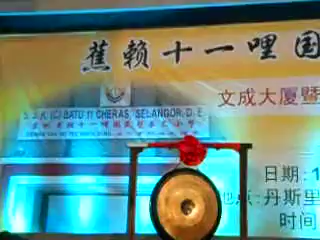 蕉赖十一哩国
S. J. K. (C) BATU 11 CHERAS, SELANGOR, D. E
文成大厦暨
日期:1
地点:丹斯里
时间